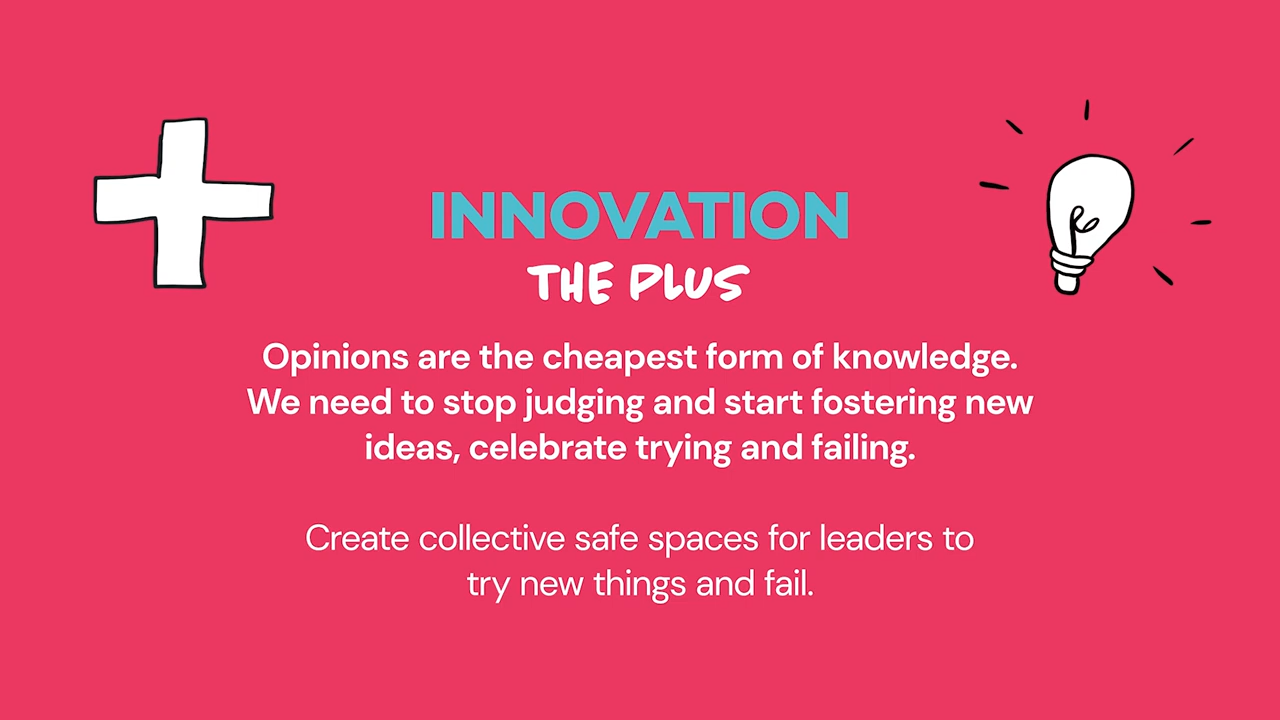 INNOVATION
THE PLUS
Opinions are the cheapest form of knowledge.
We need to stop judging and start fostering new
ideas, celebrate trying and failing.
Create collective safe spaces for leaders to
try new things and fail.